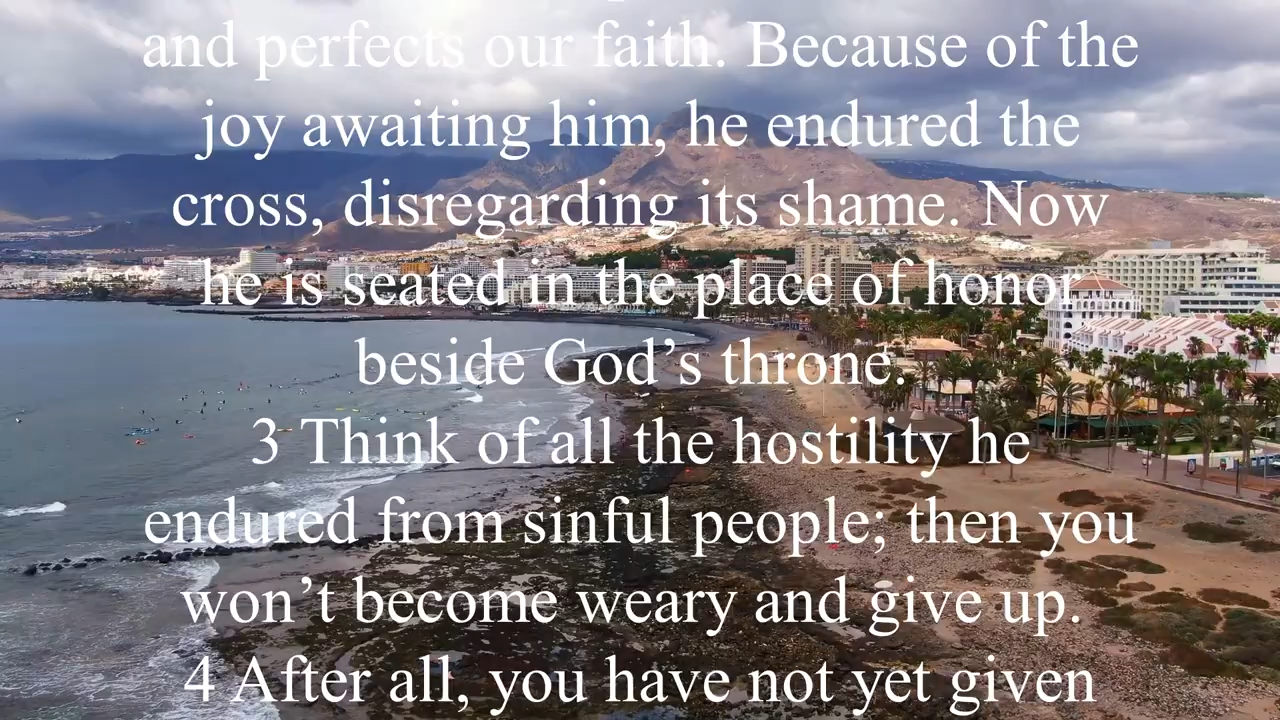 and perfects our faith. Because of the
joy awaiting him, he endured the
cross, disregarding its shame. Now
he is seated in the place of honor
beside God’s throne.
3 Think of all the hostility he
endured from sinful people; then you
won’t become weary and give up.
4 After all, you have not yet given